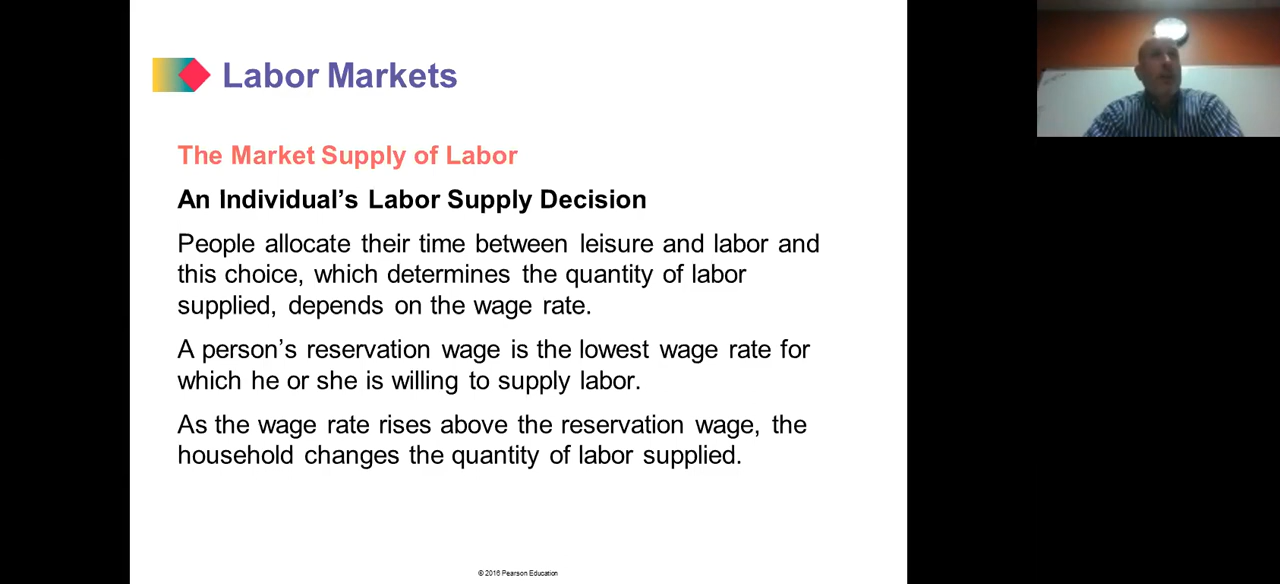 Labor Markets
The Market Supply of Labor
An Individual’s Labor Supply Decision
People allocate their time between leisure and labor and
this choice, which determines the quantity of labor
supplied, depends on the wage rate.
A person’s reservation wage is the lowest wage rate for
which he or she is willing to supply labor.
As the wage rate rises above the reservation wage, the
household changes the quantity of labor supplied.
© 2016 Pearson Education